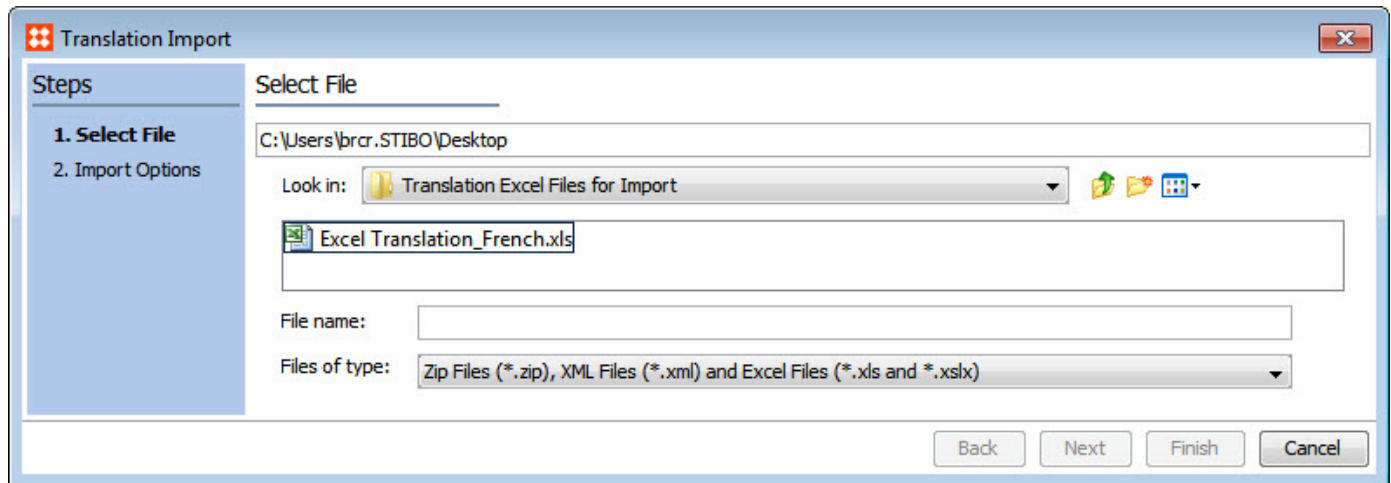 Translation Import
Steps
1. Select File
2. Import Options
Select File
C:\Users\brcr.STIBO\Desktop
Look in: Translation Excel Files for Import
Excel Translation_French.xls
File name:
Files of type: Zip Files (*.zip), XML Files (*.xml) and Excel Files (*.xls and *.xslx)
Back Next Finish Cancel